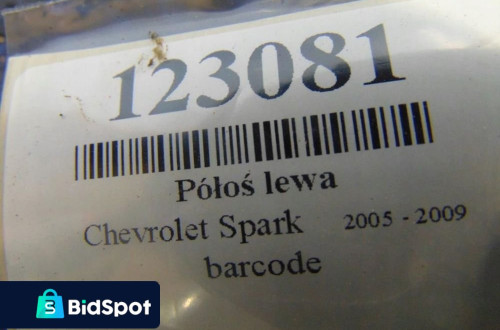 123081
Półoś lewa
Chevrolet Spark 2005 - 2009
barcode
BidSpot